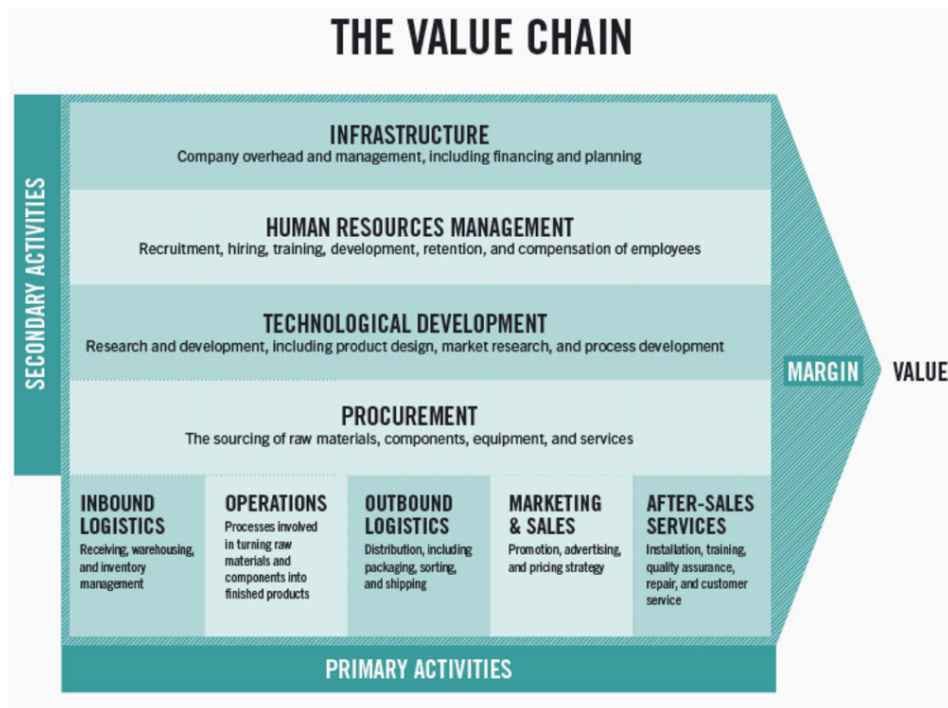 THE VALUE CHAIN
SECONDARY ACTIVITIES
INFRASTRUCTURE
Company overhead and management, including financing and planning
HUMAN RESOURCES MANAGEMENT
Recruitment, hiring, training, development, retention, and compensation of employees
TECHNOLOGICAL DEVELOPMENT
Research and development, including product design, market research, and process development
PROCUREMENT
The sourcing of raw materials, components, equipment, and services
INBOUND
LOGISTICS
Receiving, warehousing,
and inventory
management
OPERATIONS
Processes involved
in turning raw
materials and
components into
finished products
OUTBOUND
LOGISTICS
Distribution, including
packaging, sorting,
and shipping
MARKETING
& SALES
Promotion, advertising,
and pricing strategy
AFTER-SALES
SERVICES
Installation, training,
quality assurance,
repair, and customer
service
MARGIN
VALUE
PRIMARY ACTIVITIES